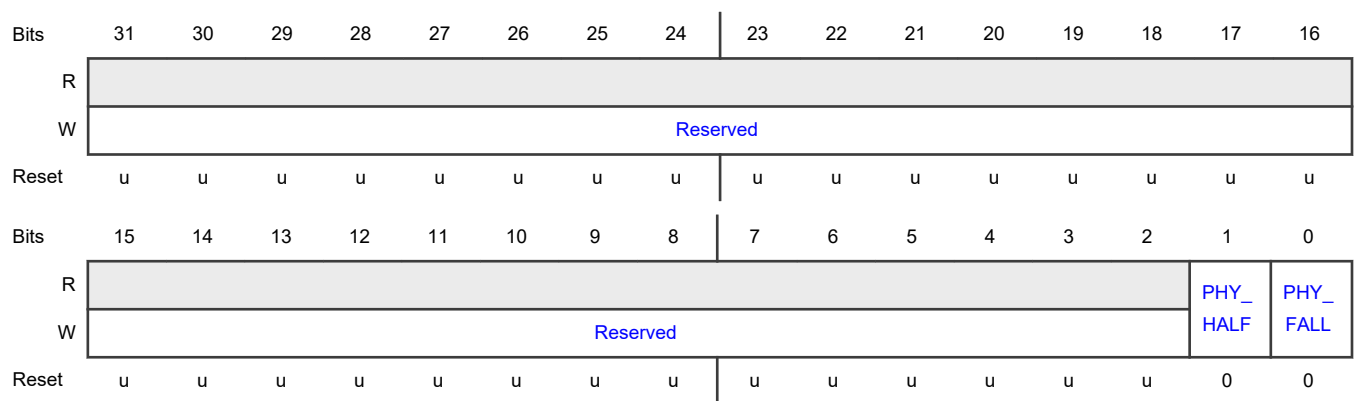 Bits 31 30 29 28 27 26 25 24 23 22 21 20 19 18 17 16
R
W Reserved
Reset u u u u u u u u u u u u u u u u
Bits 15 14 13 12 11 10 9 8 7 6 5 4 3 2 1 0
R
W Reserved PHY_ HALF PHY_ FALL
Reset u u u u u u u u u u u u u u 0 0